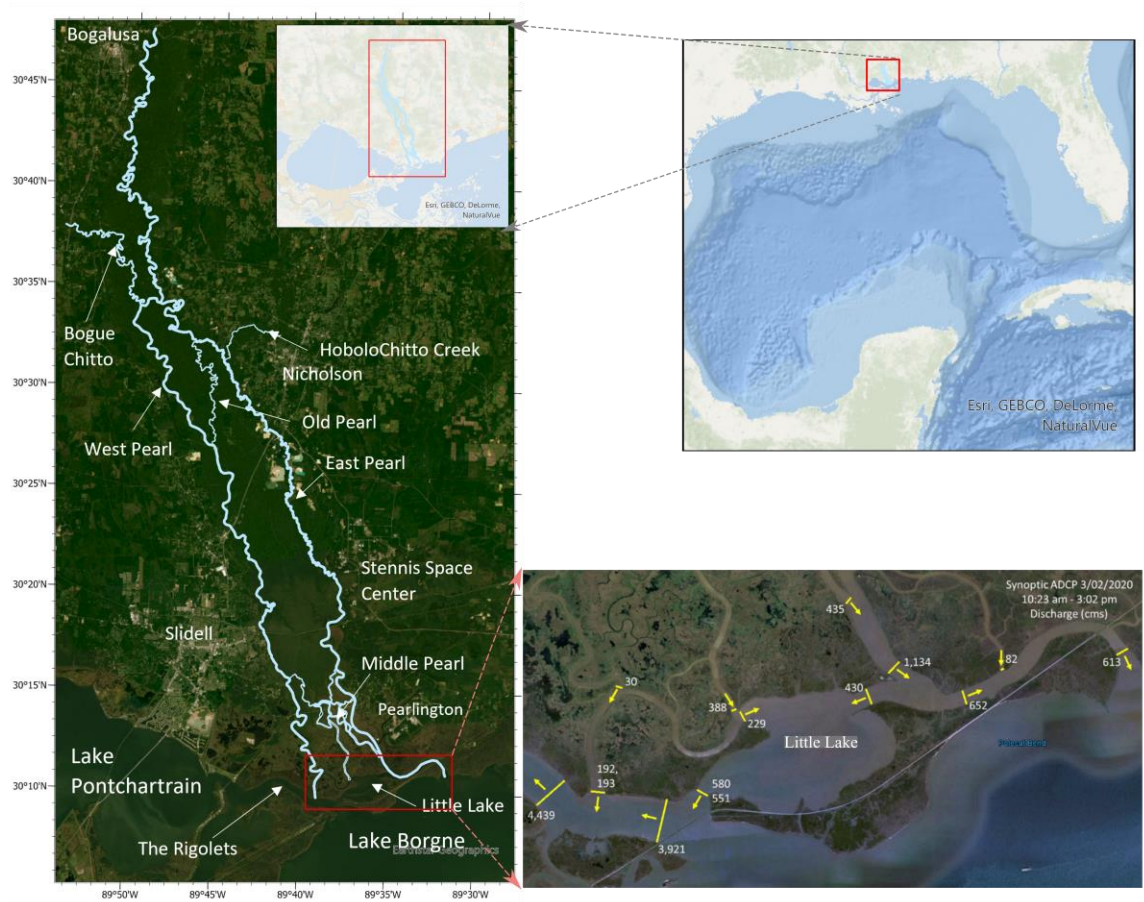 Bogalusa
30°45'N
30°40'N
30°35'N
30°30'N
30°25'N
30°20'N
30°15'N
30°10'N
Esri, GEBCO, DeLorme,
NaturalVue
Bogue
Chitto
HoboloChitto Creek
Nicholson
Old Pearl
West Pearl
East Pearl
Stennis Space
Center
Slidell
Middle Pearl
Pearlington
Lake
Pontchartrain
Little Lake
The Rigolets
Lake Borgne
Earthstar Geographics
89°50'W
89°45'W
89°40'W
89°35'W
89°30'W
Esri, GEBCO, DeLorme,
NaturalVue
Synoptic ADCP 3/02/2020
10:23 am - 3:02 pm
Discharge (cms)
435
1,134
82
613
30
430
652
388
229
Little Lake
192,
193
580
551
4,439
3,921